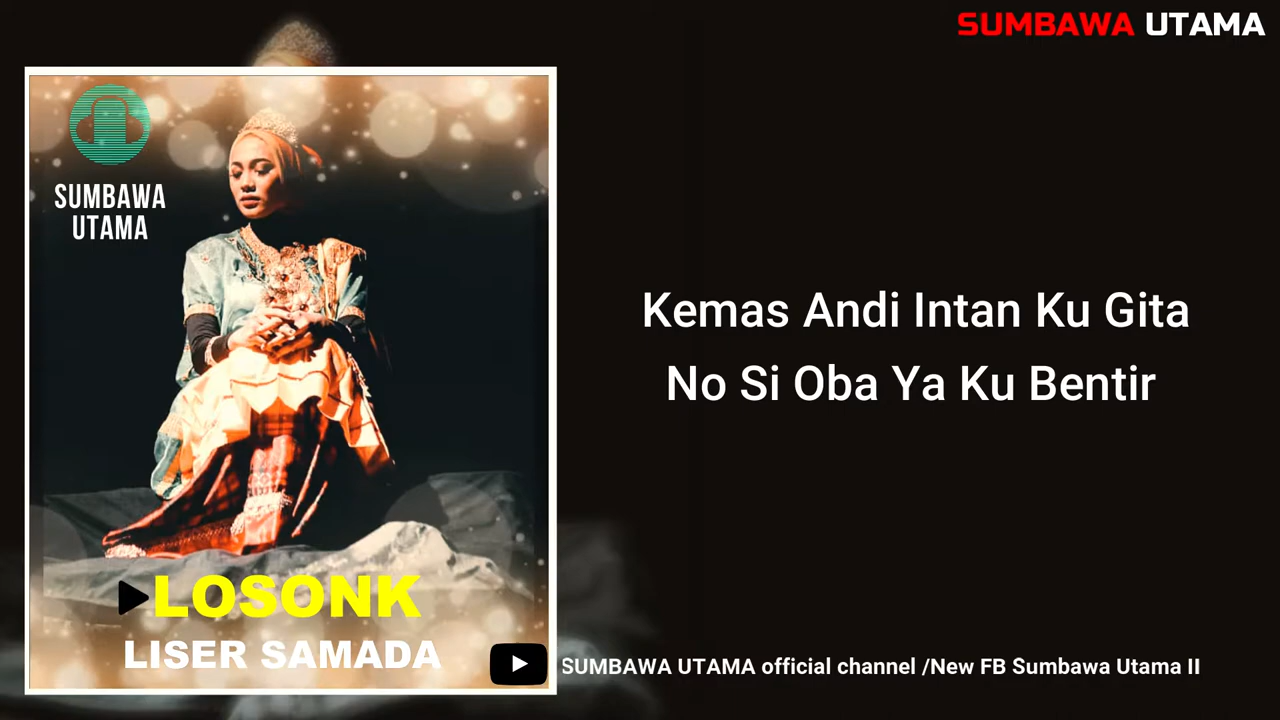 SUMBAWA UTAMA
SUMBAWA
UTAMA
Kemas Andi Intan Ku Gita
No Si Oba Ya Ku Bentir
LOSONK
LISER SAMADA
SUMBAWA UTAMA official channel /New FB Sumbawa Utama II